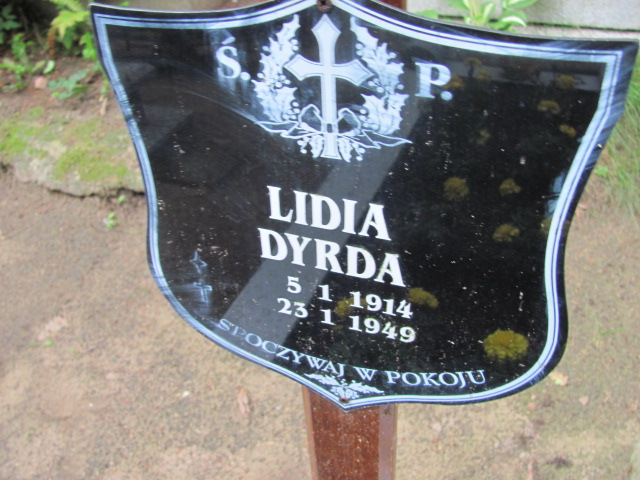 Ś. P.
LIDIA
DYRDA
5 1 1914
23 1 1949
SPOCZYWAJ W POKOJU